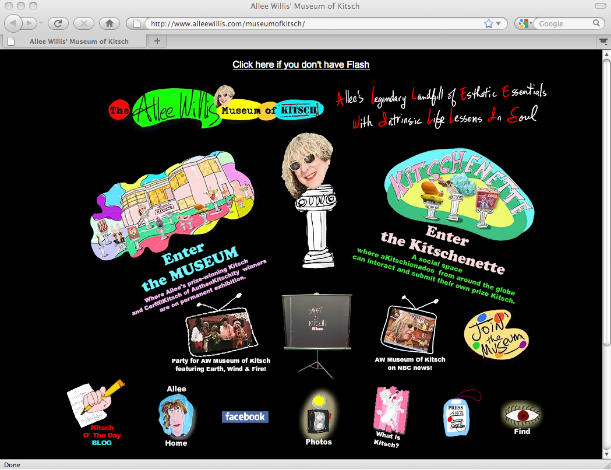 Allee Willis' Museum of Kitsch
http://www.alleewillis.com/museumofkitsch/
Google
Allee Willis' Museum of Kitsch
Click here if you don't have Flash
The Allee Willis Museum of KITSCH
Allee's Legendary Landfill of Esthetic Essentials
With Intrinsic Life Lessons In Soul
KITSCHENETTE
Enter
the MUSEUM
Where Allee's prize-winning Kitsch
and CertifiKitsch of AuthenKitschity winners
are on permanent exhibition.
Enter
the Kitschenette
A social space
where aKitschionados from around the globe
can interact and submit their own prize Kitsch.
Join
the
Museum
Party for AW Museum of Kitsch
featuring Earth, Wind & Fire!
AW Museum Of Kitsch
on NBC news!
Kitsch
O' The Day
BLOG
Allee
Home
facebook
Photos
What is
Kitsch?
PRESS
Find
Done